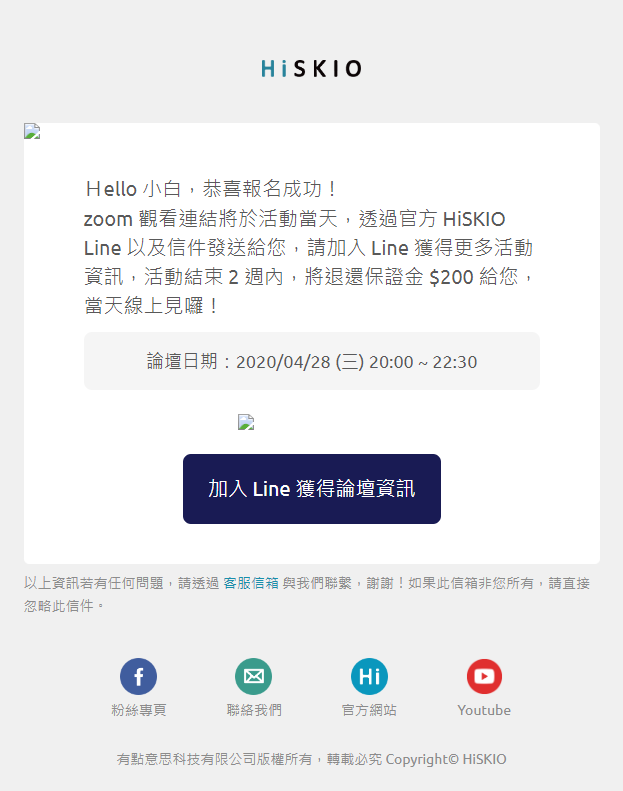 HiSKIO
Hello 小白，恭喜報名成功！
zoom 觀看連結將於活動當天，透過官方 HiSKIO
Line 以及信件發送給您，請加入 Line 獲得更多活動
資訊，活動結束 2 週內，將退還保證金 $200 給您，
當天線上見囉！
論壇日期：2020/04/28 (三) 20:00 ~ 22:30
加入 Line 獲得論壇資訊
以上資訊若有任何問題，請透過 客服信箱 與我們聯繫，謝謝！如果此信箱非您所有，請直接
忽略此信件。
Hi
粉絲專頁 聯絡我們 官方網站 Youtube
有點意思科技有限公司版權所有，轉載必究 Copyright© HiSKIO